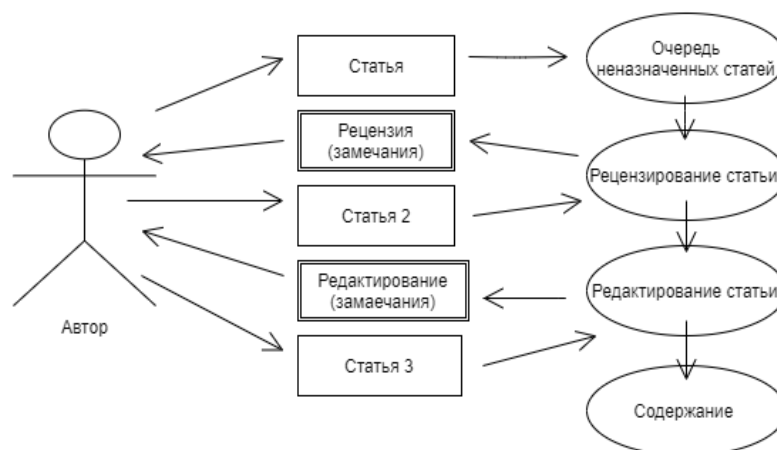 Статья
Очередь
неназначенных статей
Рецензия
(замечания)
Рецензирование статьи
Статья 2
Редактирование
(замаечания)
Редактирование статьи
Автор
Статья 3
Содержание